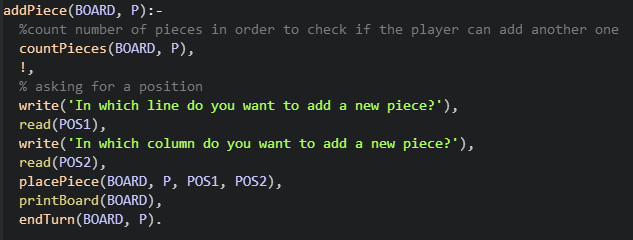 addPiece(BOARD, P):-
%count number of pieces in order to check if the player can add another one
countPieces(BOARD, P),
!,
% asking for a position
write('In which line do you want to add a new piece?'),
read(POS1),
write('In which column do you want to add a new piece?'),
read(POS2),
placePiece(BOARD, P, POS1, POS2),
printBoard(BOARD),
endTurn(BOARD, P).